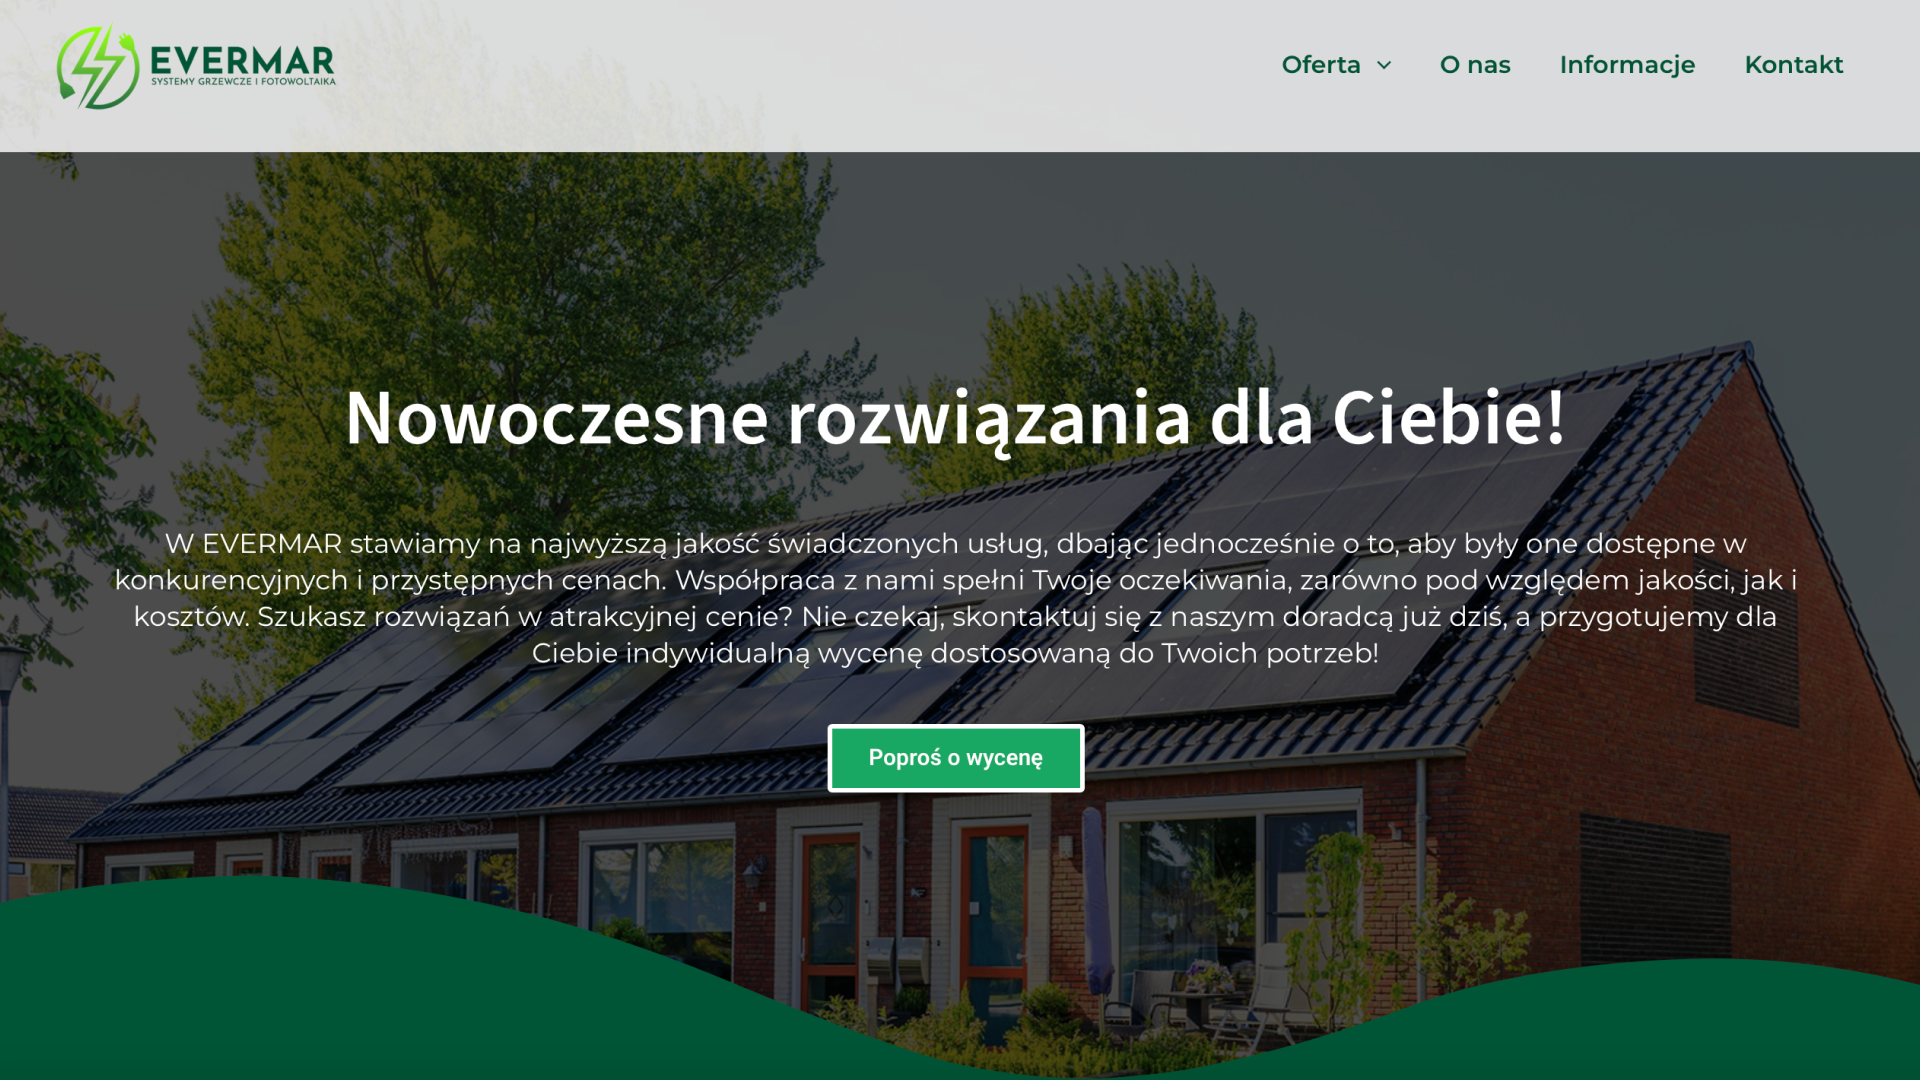 EVERMAR
SYSTEMY GRZEWCZE I FOTOWOLTAIKA
Oferta
O nas
Informacje
Kontakt
Nowoczesne rozwiązania dla Ciebie!
W EVERMAR stawiamy na najwyższą jakość świadczonych usług, dbając jednocześnie o to, aby były one dostępne w
konkurencyjnych i przystępnych cenach. Współpraca z nami spełni Twoje oczekiwania, zarówno pod względem jakości, jak i
kosztów. Szukasz rozwiązań w atrakcyjnej cenie? Nie czekaj, skontaktuj się z naszym doradcą już dziś, a przygotujemy dla
Ciebie indywidualną wycenę dostosowaną do Twoich potrzeb!
Poproś o wycenę